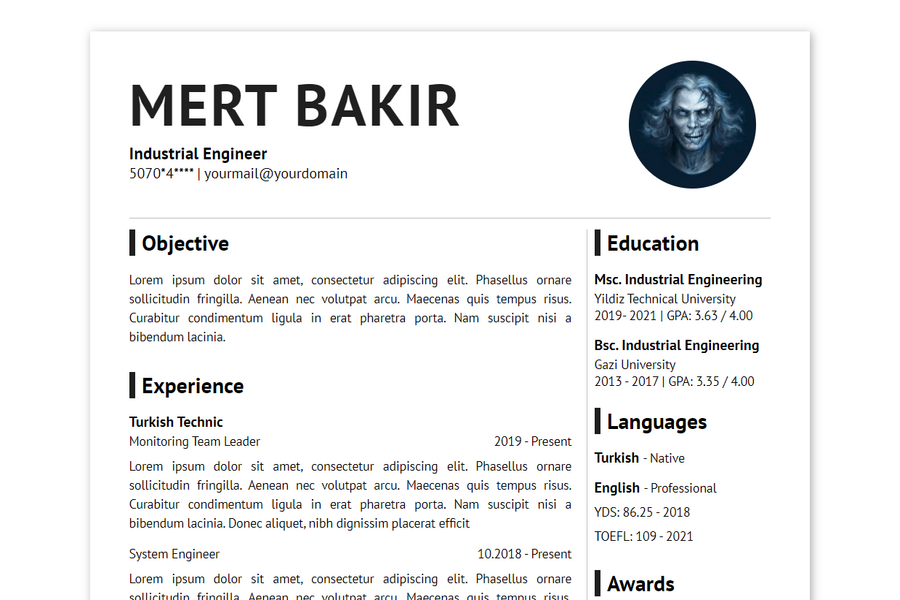 MERT BAKIR
Industrial Engineer
5070*4**** | yourmail@yourdomain
Objective
Lorem ipsum dolor sit amet, consectetur adipiscing elit. Phasellus ornare
sollicitudin fringilla. Aenean nec volutpat arcu. Maecenas quis tempus risus.
Curabitur condimentum ligula in erat pharetra porta. Nam suscipit nisi a
bibendum lacinia.
Experience
Turkish Technic
Monitoring Team Leader 2019 - Present
Lorem ipsum dolor sit amet, consectetur adipiscing elit. Phasellus ornare
sollicitudin fringilla. Aenean nec volutpat arcu. Maecenas quis tempus risus.
Curabitur condimentum ligula in erat pharetra porta. Nam suscipit nisi a
bibendum lacinia. Donec aliquet, nibh dignissim placerat efficit
System Engineer 10.2018 - Present
Lorem ipsum dolor sit amet, consectetur adipiscing elit. Phasellus ornare
sollicitudin fringilla. Aenean nec volutpat arcu. Maecenas quis tempus risus.
Education
Msc. Industrial Engineering
Yildiz Technical University
2019- 2021 | GPA: 3.63 / 4.00
Bsc. Industrial Engineering
Gazi University
2013 - 2017 | GPA: 3.35 / 4.00
Languages
Turkish - Native
English - Professional
YDS: 86.25 - 2018
TOEFL: 109 - 2021
Awards